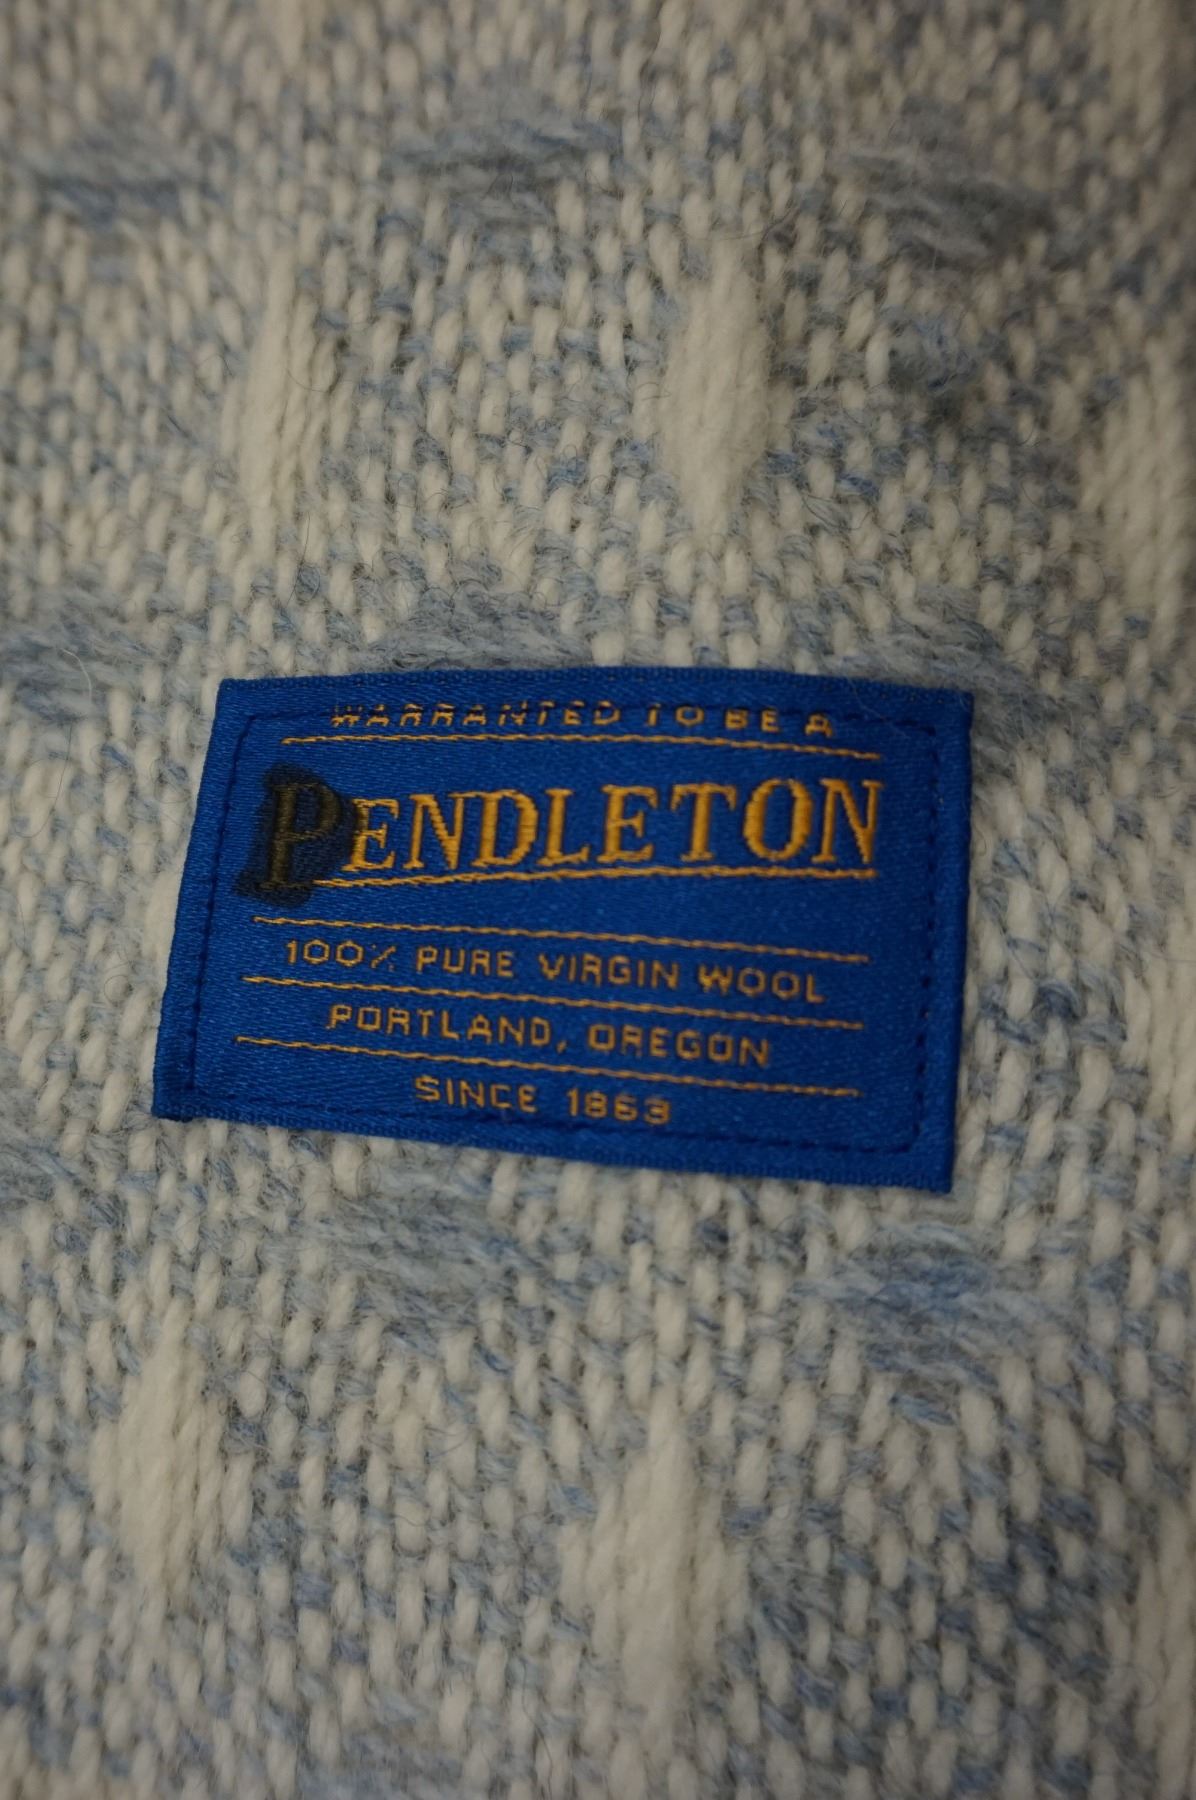 WARRANTED TO BE A
PENDLETON
100% PURE VIRGIN WOOL
PORTLAND, OREGON
SINCE 1863